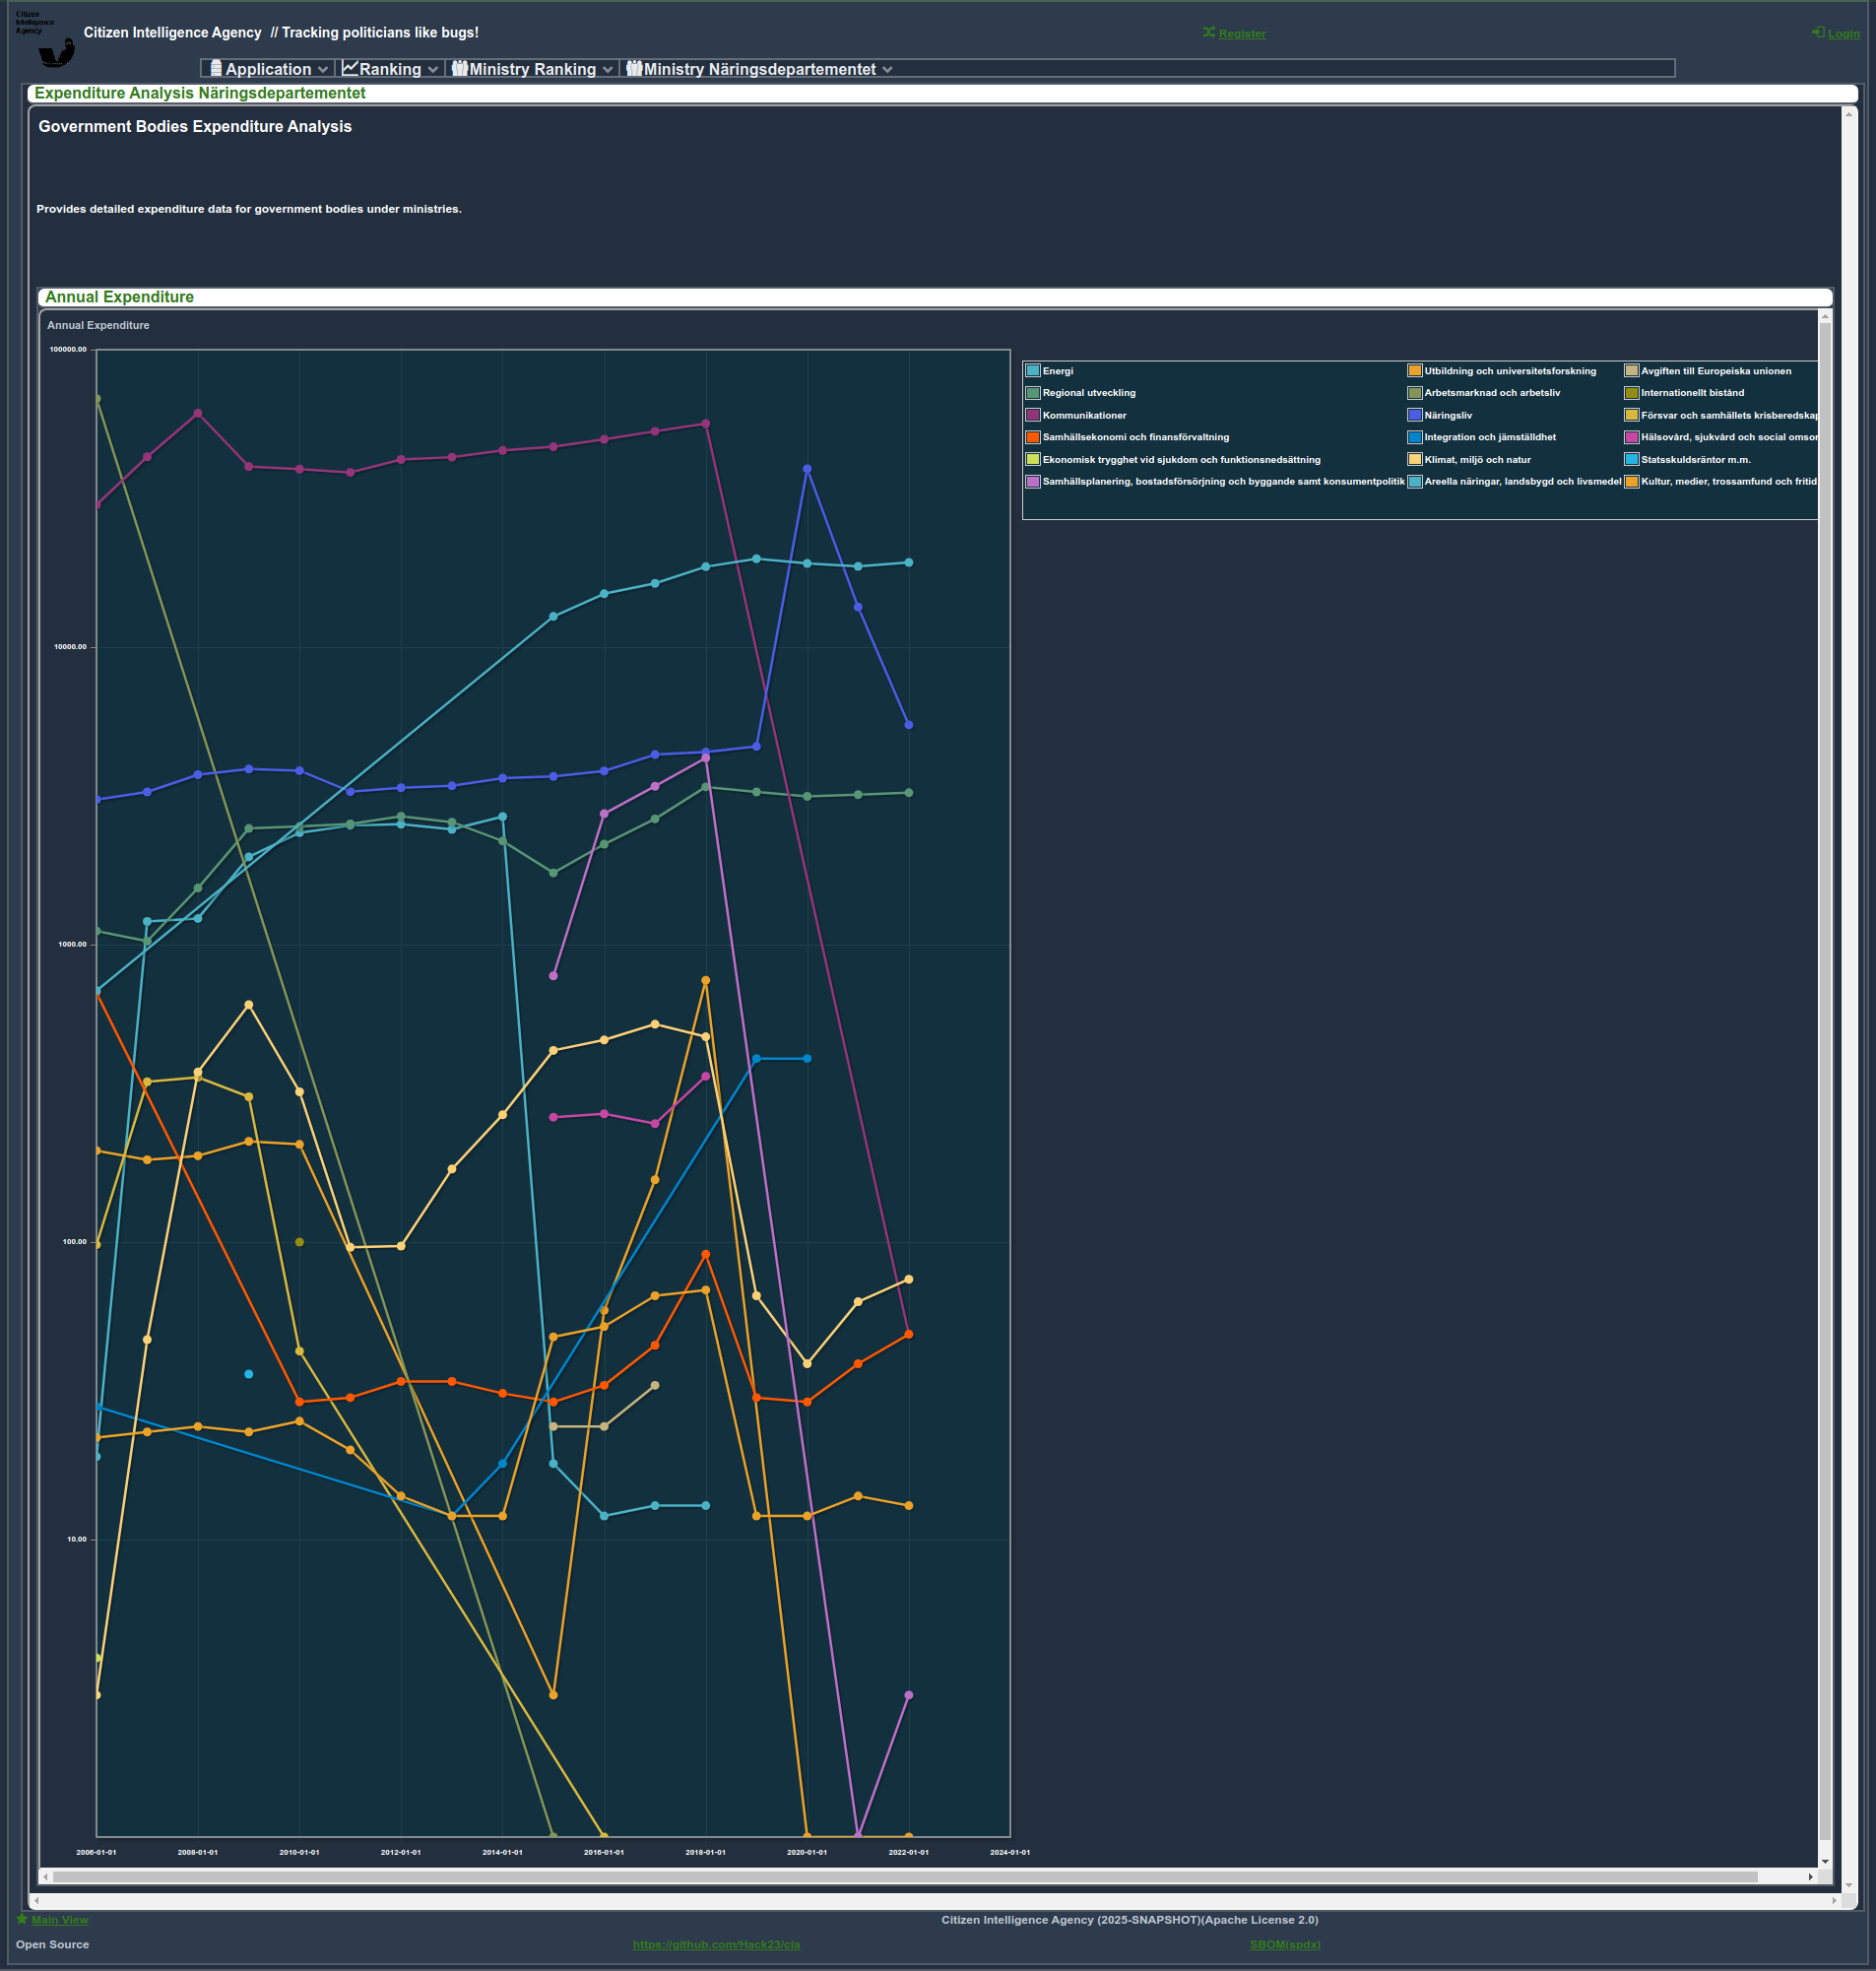 Citizen
Intelligence
Agency
Citizen Intelligence Agency // Tracking politicians like bugs!
Register
Login
Application
Ranking
Ministry Ranking
Ministry Näringsdepartementet
Expenditure Analysis Näringsdepartementet
Government Bodies Expenditure Analysis
Provides detailed expenditure data for government bodies under ministries.
Annual Expenditure
Annual Expenditure
100000.00
10000.00
1000.00
100.00
10.00
2006-01-01 2008-01-01 2010-01-01 2012-01-01 2014-01-01 2016-01-01 2018-01-01 2020-01-01 2022-01-01 2024-01-01
Energi Utbildning och universitetsforskning Avgiften till Europeiska unionen
Regional utveckling Arbetsmarknad och arbetsliv Internationellt bistånd
Kommunikationer Näringsliv Försvar och samhällets krisberedskap
Samhällsekonomi och finansförvaltning Integration och jämställdhet Hälsovård, sjukvård och social omsor
Ekonomisk trygghet vid sjukdom och funktionsnedsättning Klimat, miljö och natur Statsskuldsräntor m.m.
Samhällsplanering, bostadsförsörjning och byggande samt konsumentpolitik Areella näringar, landsbygd och livsmedel Kultur, medier, trossamfund och fritid
Main View
Citizen Intelligence Agency (2025-SNAPSHOT)(Apache License 2.0)
Open Source
https://github.com/Hack23/cia
SBOM(spdx)